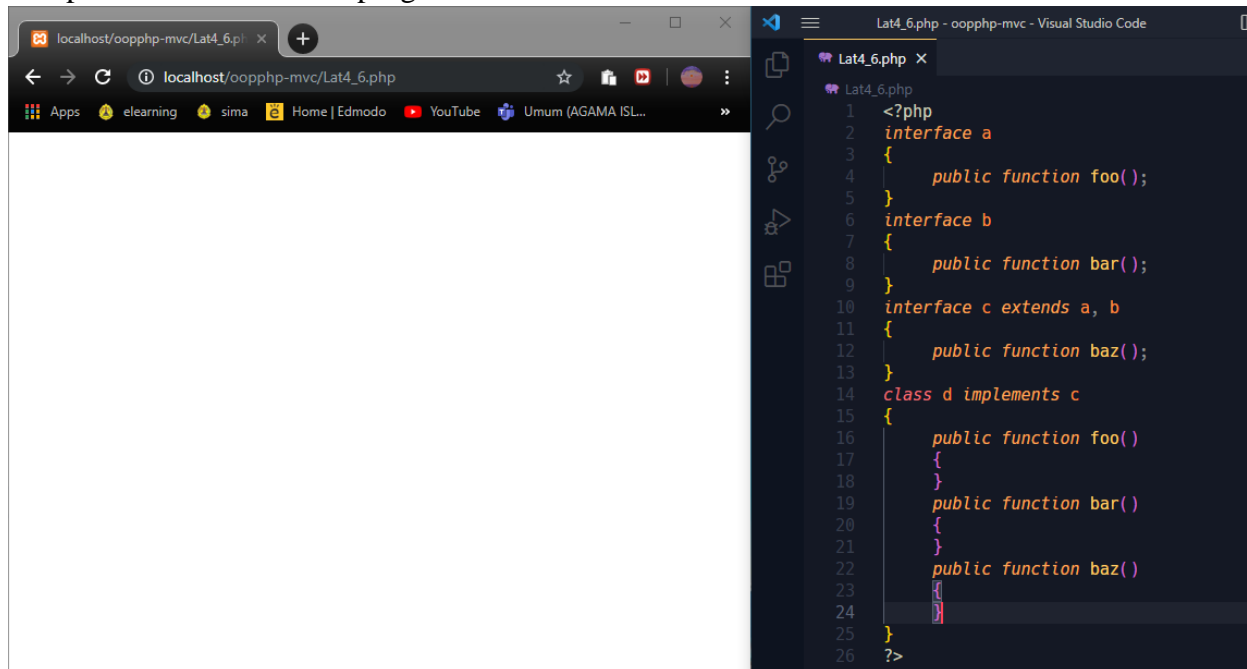 localhost/oopphp-mvc/Lat4_6.ph
localhost/oopphp-mvc/Lat4_6.php
Apps elearning sima Home | Edmodo YouTube Umum (AGAMA ISL... »
Lat4_6.php - oopphp-mvc - Visual Studio Code
Lat4_6.php
Lat4_6.php
1 <?php
2 interface a
3 {
4 public function foo();
5 }
6 interface b
7 {
8 public function bar();
9 }
10 interface c extends a, b
11 {
12 public function baz();
13 }
14 class d implements c
15 {
16 public function foo()
17 {
18 }
19 public function bar()
20 {
21 }
22 public function baz()
23 {
24 }
25 }
26 ?>